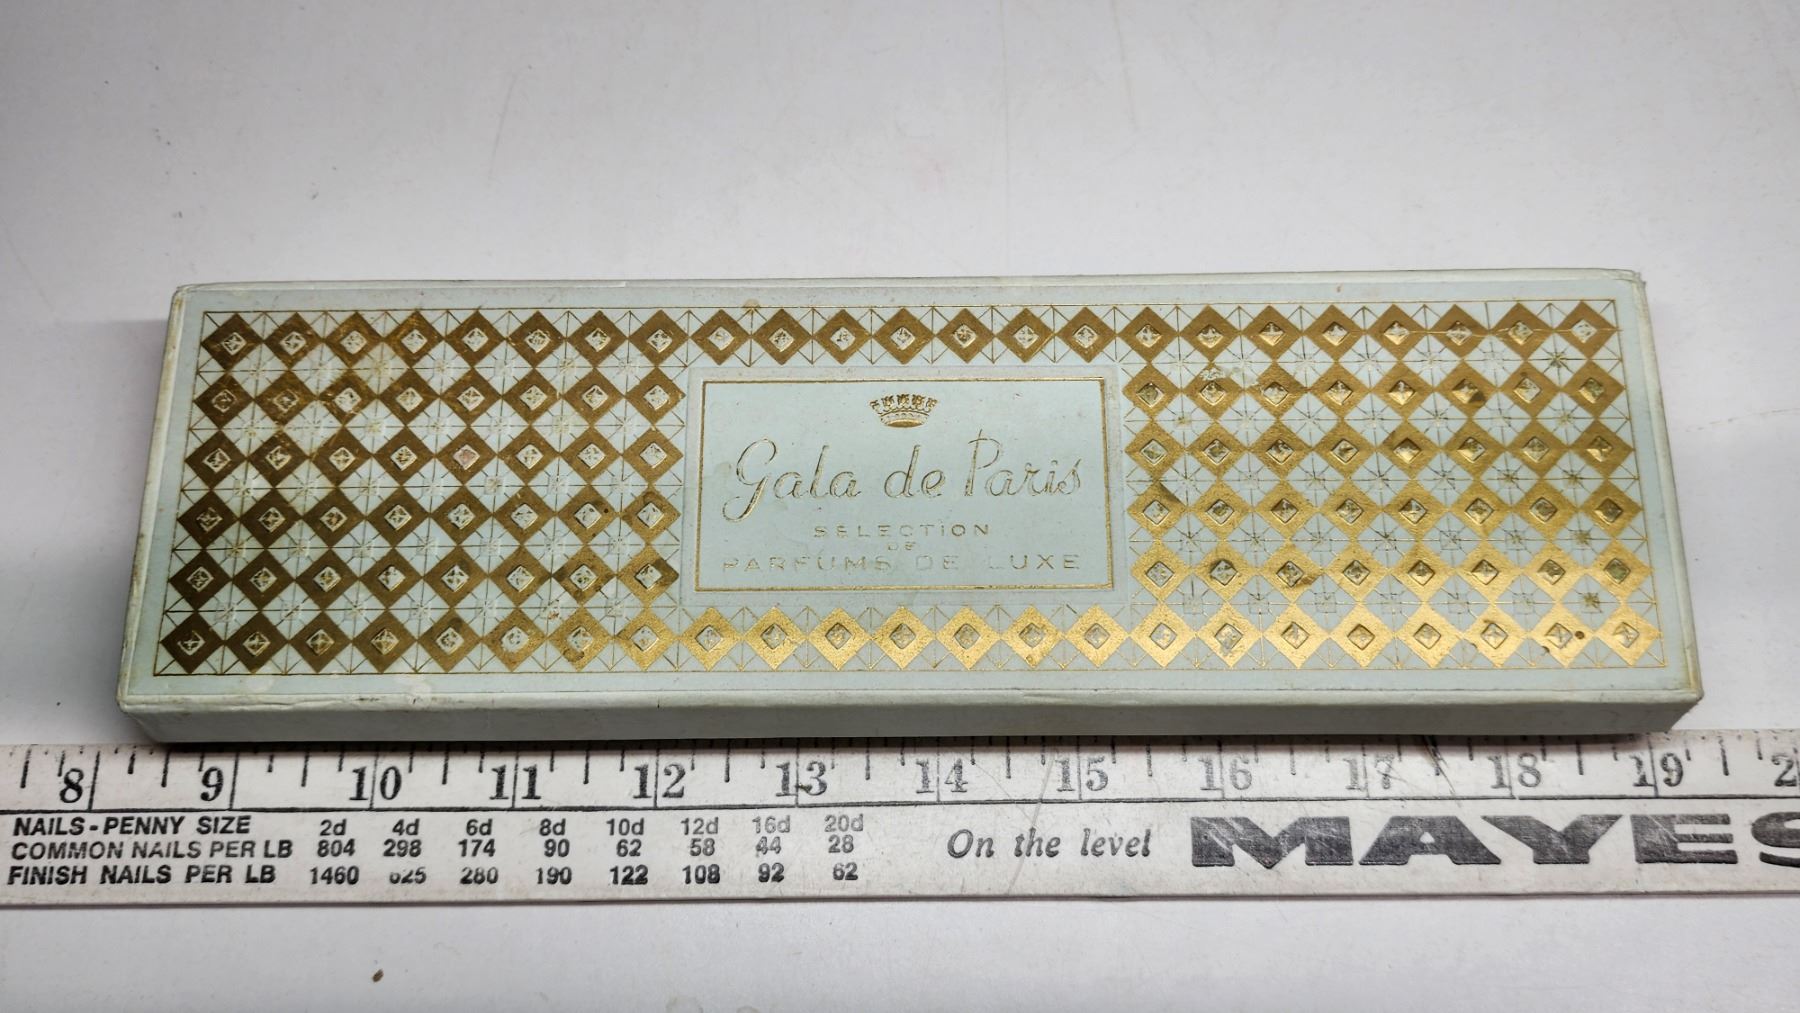 Gala de Paris
SELECTION
DE
PARFUMS DE LUXE
8 9 10 11 12 13 14 15 16 17 18 19
NAILS-PENNY SIZE 2d 4d 6d 8d 10d 12d 16d 20d
COMMON NAILS PER LB 804 298 174 90 62 58 44 28
FINISH NAILS PER LB 1460 625 280 190 122 108 92 62
On the level MAYES